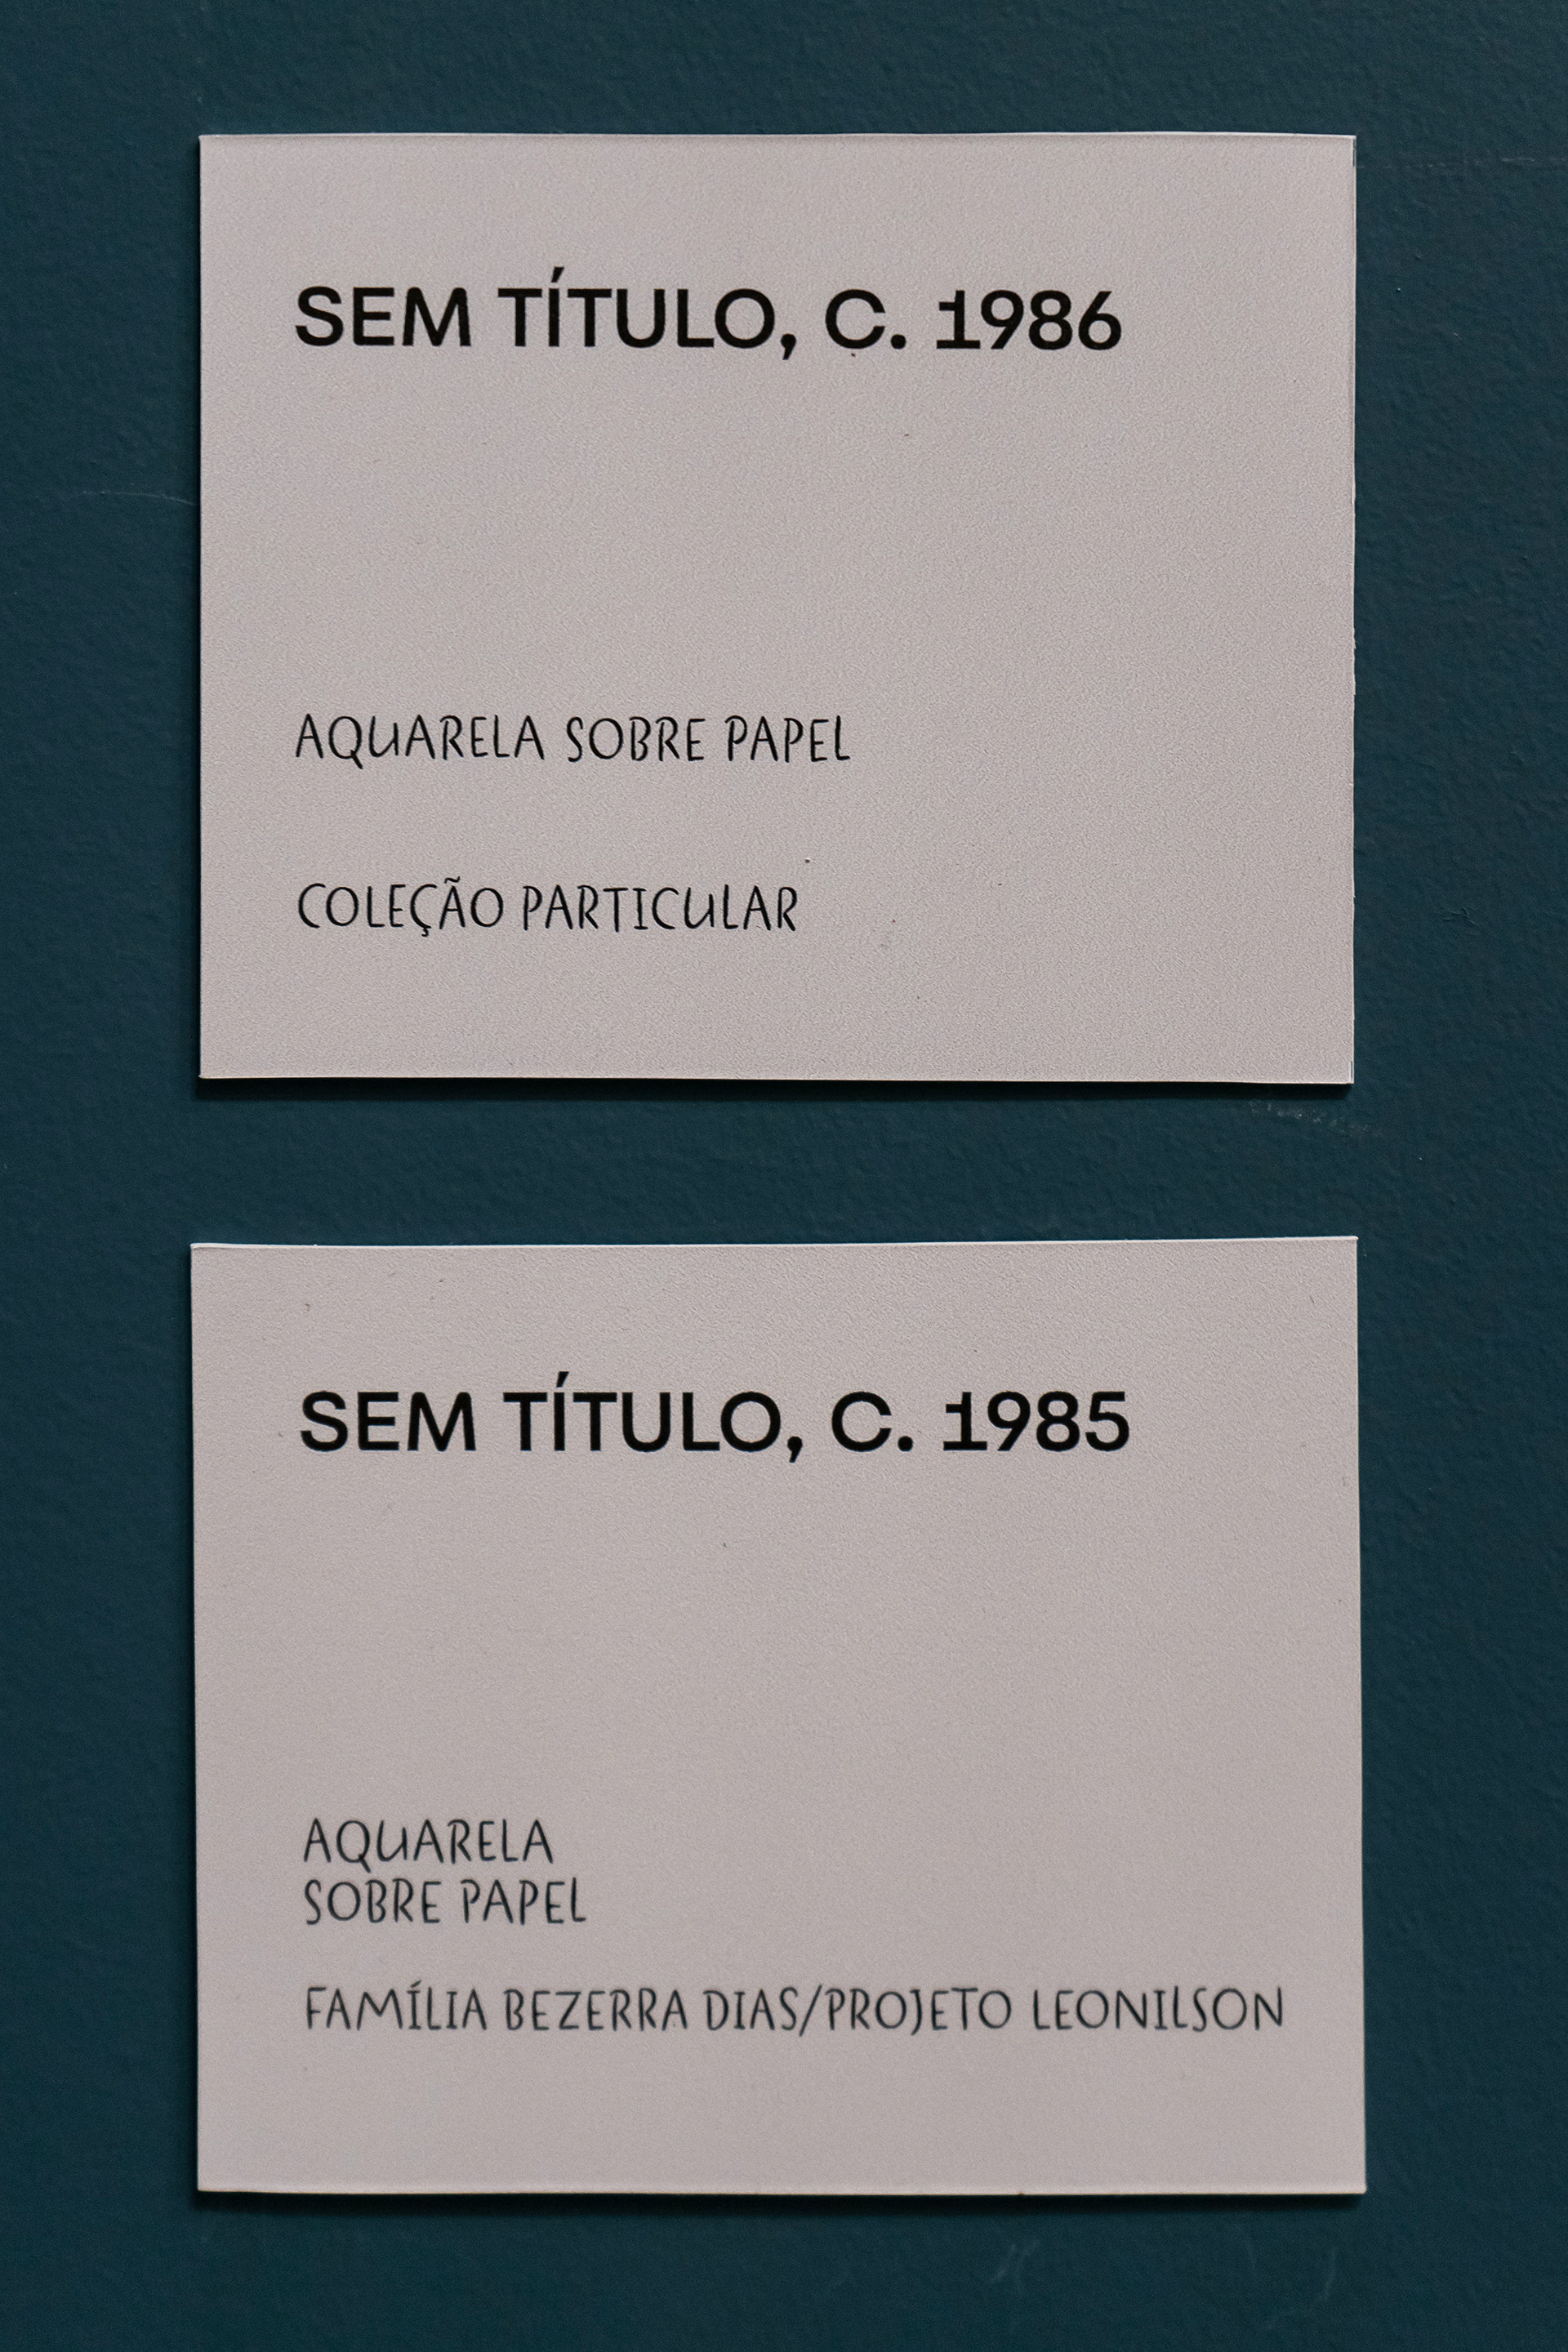 SEM TÍTULO, C. 1986
AQUARELA SOBRE PAPEL
COLEÇÃO PARTICULAR
SEM TÍTULO, C. 1985
AQUARELA
SOBRE PAPEL
FAMÍLIA BEZERRA DIAS/PROJETO LEONILSON